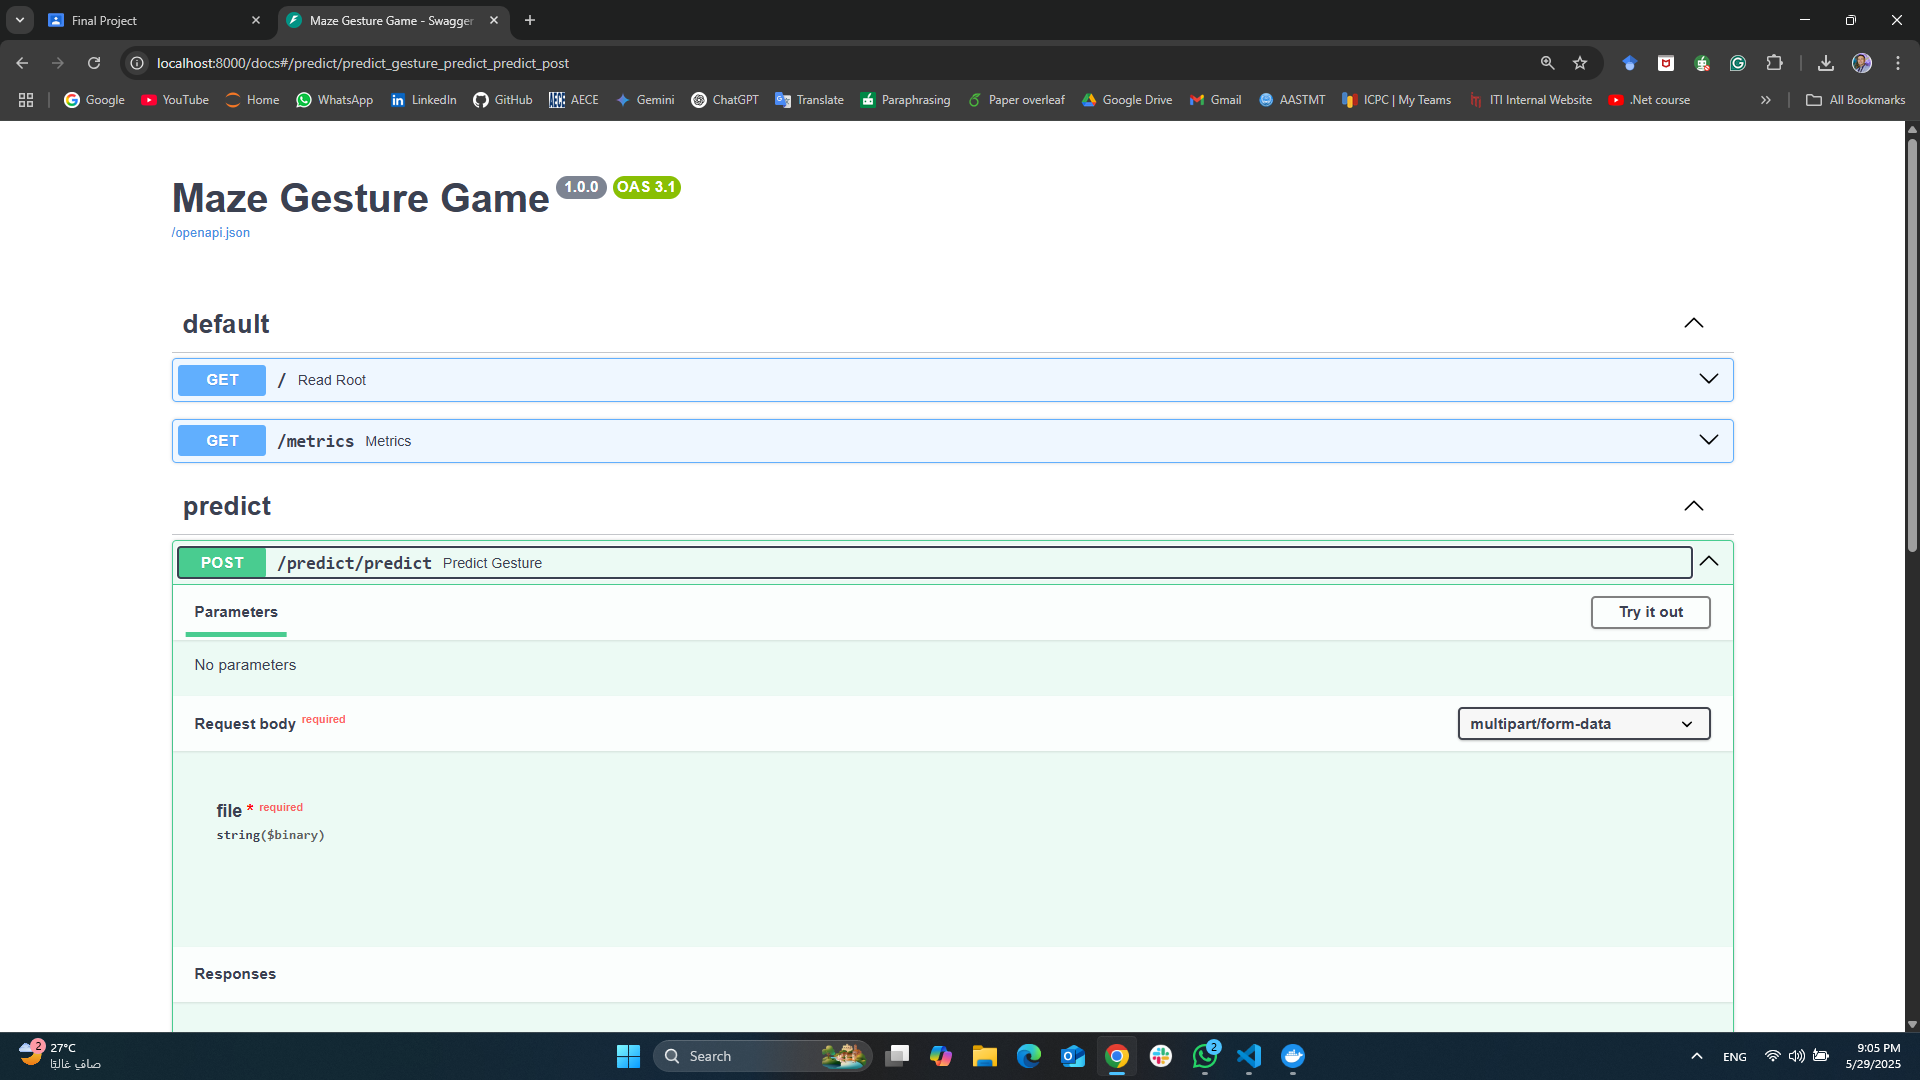 Final Project
Maze Gesture Game - Swagger
localhost:8000/docs#/predict/predict_gesture_predict_predict_post
Google
YouTube
Home
WhatsApp
LinkedIn
GitHub
AECE
Gemini
ChatGPT
Translate
Paraphrasing
Paper overleaf
Google Drive
Gmail
AASTMT
ICPC | My Teams
ITI Internal Website
.Net course
All Bookmarks
Maze Gesture Game 1.0.0 OAS 3.1
/openapi.json
default
GET / Read Root
GET /metrics Metrics
predict
POST /predict/predict Predict Gesture
Parameters
Try it out
No parameters
Request body required
multipart/form-data
file * required
string($binary)
Responses
2
27°C
صافٍ غالبًا
Search
2
ENG
9:05 PM
5/29/2025